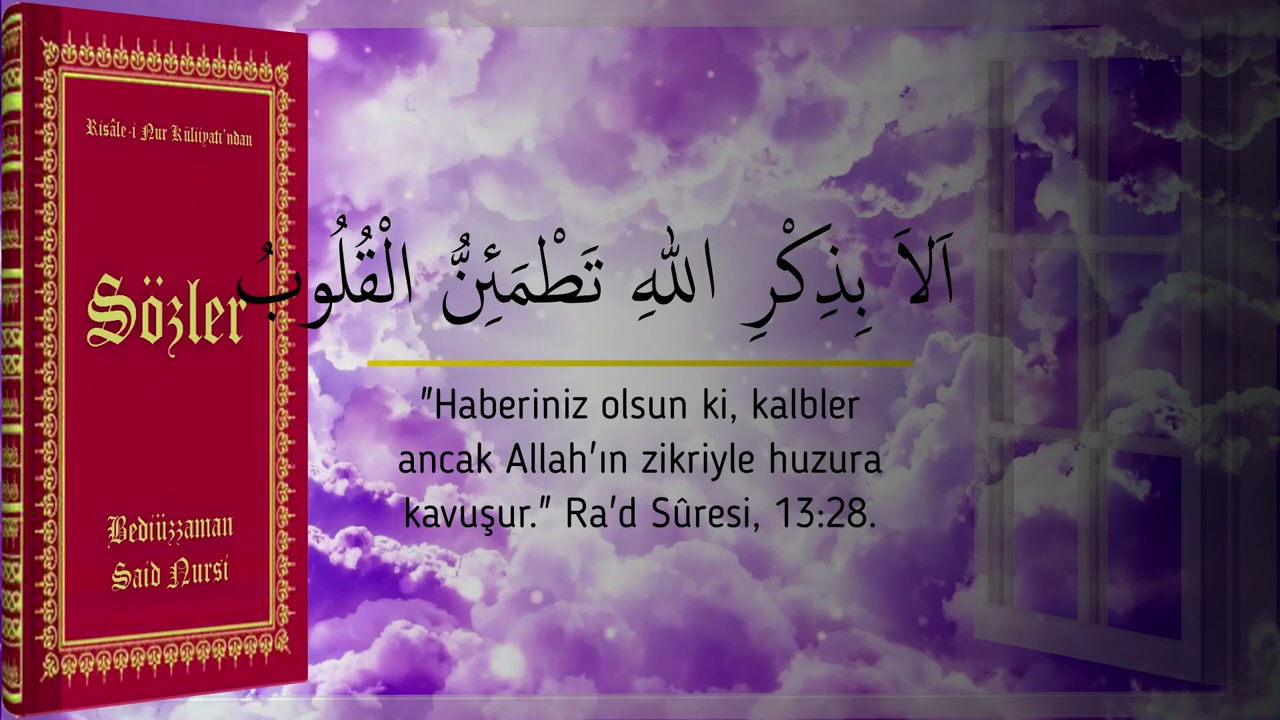 Risâle-i Nur Külliyatı'ndan
Sözler
Bediüzzaman
Said Nursi
اَلاَ بِذِكْرِ اللهِ تَطْمَئِنُّ الْقُلُوبُ
"Haberiniz olsun ki, kalbler
ancak Allah'ın zikriyle huzura
kavuşur." Ra'd Sûresi, 13:28.